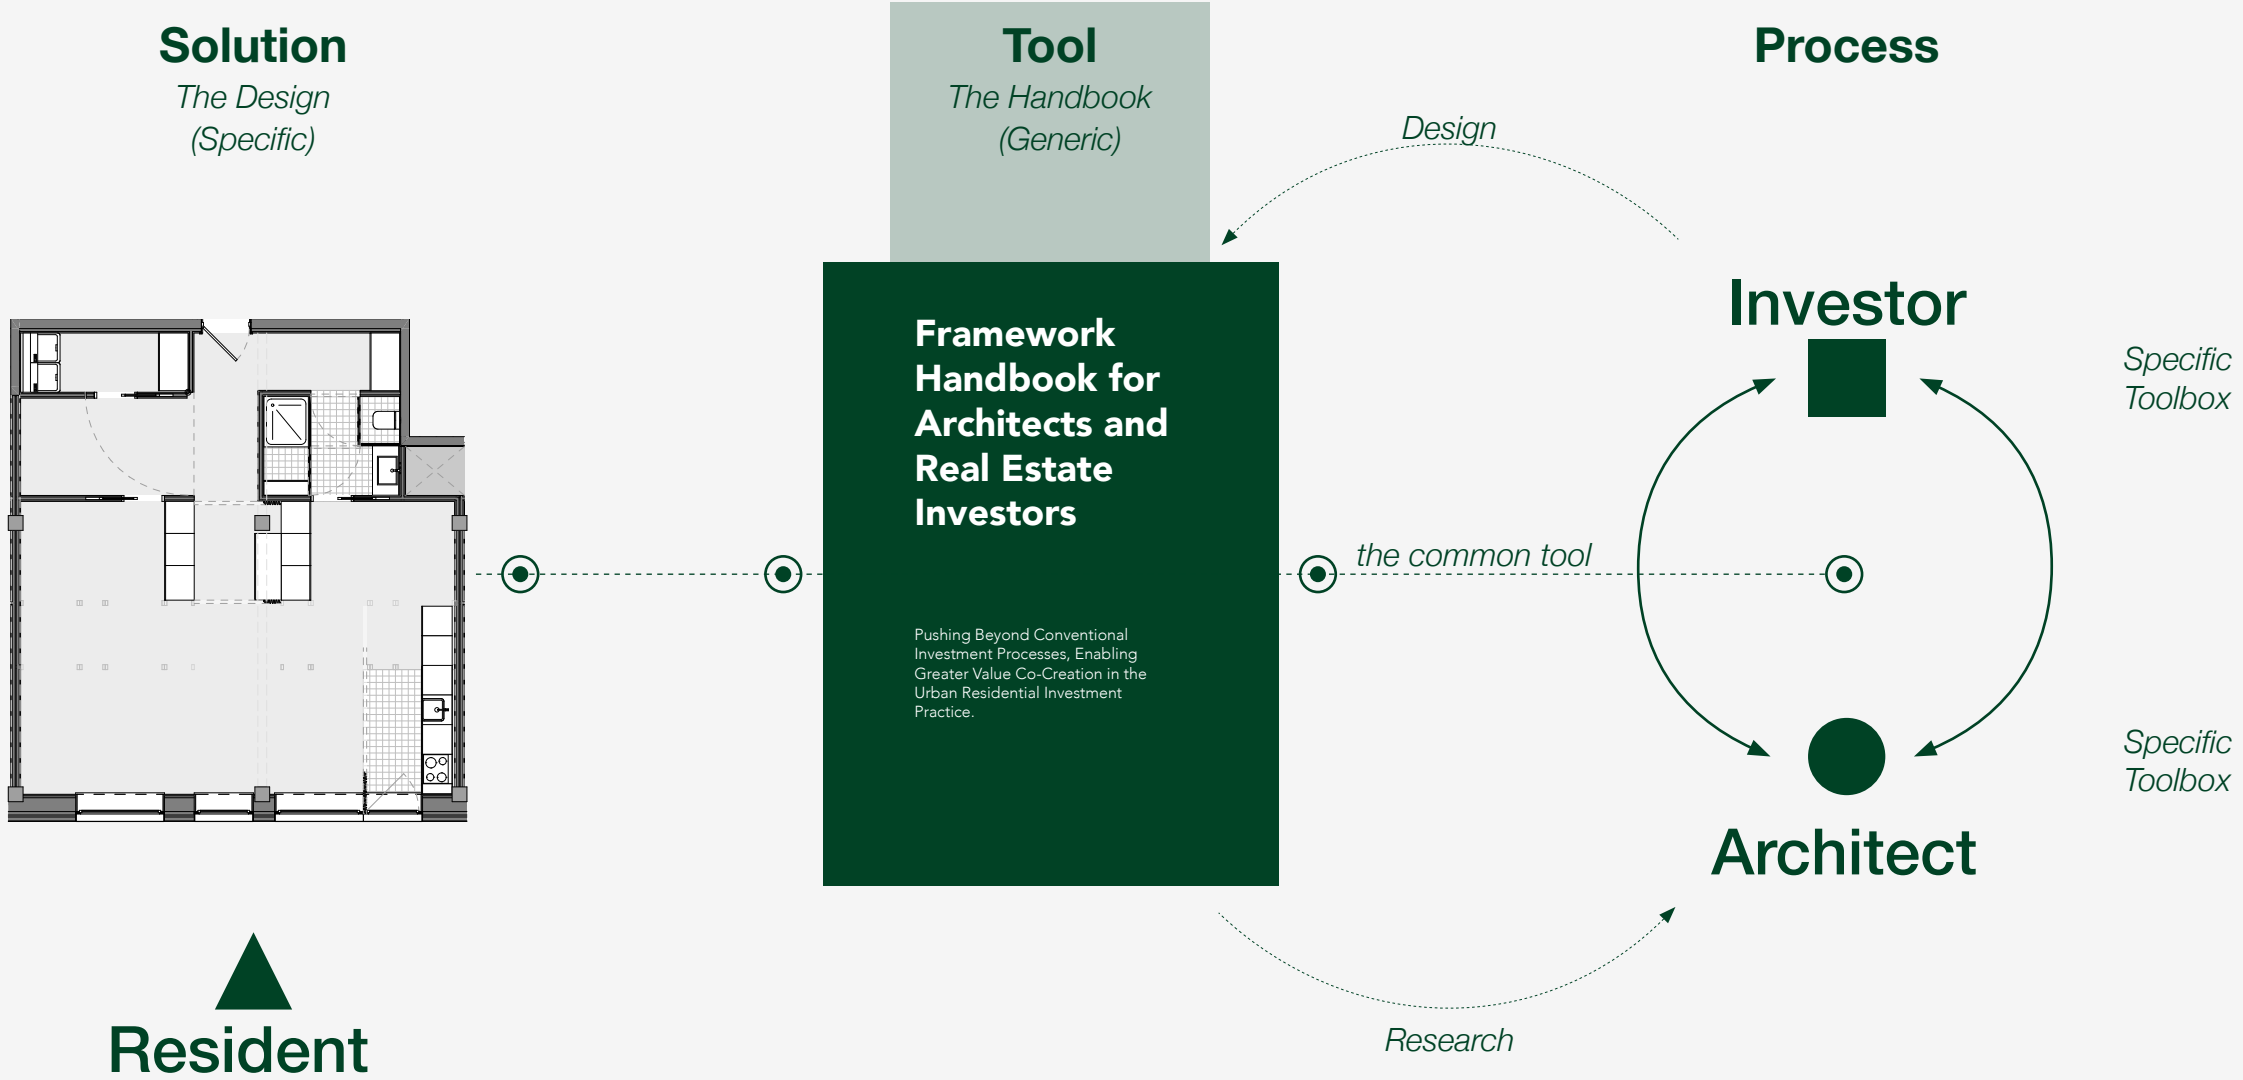 Solution
The Design
(Specific)
Resident
Tool
The Handbook
(Generic)
Framework
Handbook for
Architects and
Real Estate
Investors
Pushing Beyond Conventional
Investment Processes, Enabling
Greater Value Co-Creation in the
Urban Residential Investment
Practice.
Process
Design
Investor
Specific
Toolbox
the common tool
Specific
Toolbox
Architect
Research